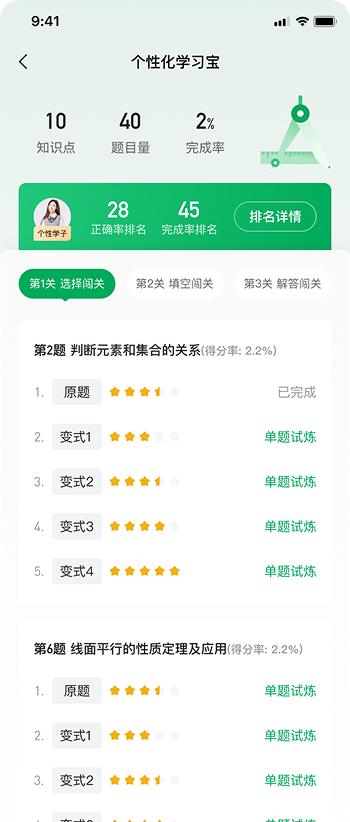 9:41
个性化学习宝
10 40 2%
知识点 题目量 完成率
28 45 排名详情
个性学子 正确率排名 完成率排名
第1关 选择闯关 第2关 填空闯关 第3关 解答闯关
第2题 判断元素和集合的关系(得分率: 2.2%)
1. 原题 已完成
2. 变式1 单题试炼
3. 变式2 单题试炼
4. 变式3 单题试炼
5. 变式4 单题试炼
第6题 线面平行的性质定理及应用(得分率: 2.2%)
1. 原题 单题试炼
2. 变式1 单题试炼
3. 变式2 单题试炼